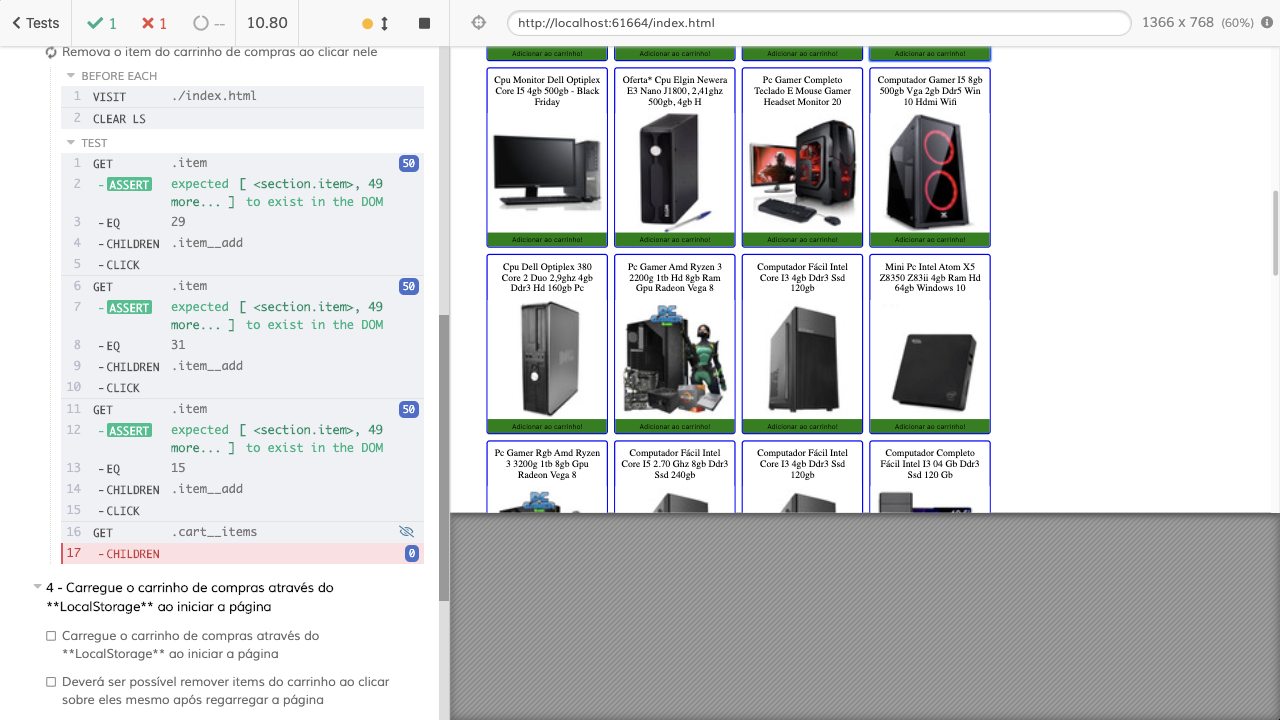 Tests
1
1
--
10.80
http://localhost:61664/index.html
1366 x 768 (60%)
Remova o item do carrinho de compras ao clicar nele
BEFORE EACH
1 VISIT ./index.html
2 CLEAR LS
TEST
1 GET .item 50
2 -ASSERT expected [ <section.item>, 49
more... ] to exist in the DOM
3 -EQ 29
4 -CHILDREN .item__add
5 -CLICK
6 GET .item 50
7 -ASSERT expected [ <section.item>, 49
more... ] to exist in the DOM
8 -EQ 31
9 -CHILDREN .item__add
10 -CLICK
11 GET .item 50
12 -ASSERT expected [ <section.item>, 49
more... ] to exist in the DOM
13 -EQ 15
14 -CHILDREN .item__add
15 -CLICK
16 GET .cart__items
17 -CHILDREN 0
4 - Carregue o carrinho de compras através do
**LocalStorage** ao iniciar a página
Carregue o carrinho de compras através do
**LocalStorage** ao iniciar a página
Deverá ser possível remover items do carrinho ao clicar
sobre eles mesmo após regarregar a página
Adicionar ao carrinho!
Adicionar ao carrinho!
Adicionar ao carrinho!
Adicionar ao carrinho!
Cpu Monitor Dell Optiplex
Core I5 4gb 500gb - Black
Friday
Adicionar ao carrinho!
Oferta* Cpu Elgin Newera
E3 Nano J1800, 2,41ghz
500gb, 4gb H
Adicionar ao carrinho!
Pc Gamer Completo
Teclado E Mouse Gamer
Headset Monitor 20
Adicionar ao carrinho!
Computador Gamer I5 8gb
500gb Vga 2gb Ddr5 Win
10 Hdmi Wifi
Adicionar ao carrinho!
Cpu Dell Optiplex 380
Core 2 Duo 2,9ghz 4gb
Ddr3 Hd 160gb Pc
Adicionar ao carrinho!
Pc Gamer Amd Ryzen 3
2200g 1tb Hd 8gb Ram
Gpu Radeon Vega 8
PC
GAMER
Adicionar ao carrinho!
Computador Fácil Intel
Core I3 4gb Ddr3 Ssd
120gb
Adicionar ao carrinho!
Mini Pc Intel Atom X5
Z8350 Z83ii 4gb Ram Hd
64gb Windows 10
Adicionar ao carrinho!
Pc Gamer Rgb Amd Ryzen
3 3200g 1tb 8gb Gpu
Radeon Vega 8
PC
GAMER
Computador Fácil Intel
Core I5 2.70 Ghz 8gb Ddr3
Ssd 240gb
Computador Fácil Intel
Core I3 4gb Ddr3 Ssd
120gb
Computador Completo
Fácil Intel I3 04 Gb Ddr3
Ssd 120 Gb